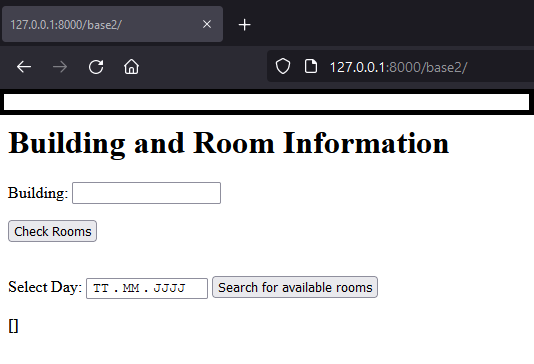 127.0.0.1:8000/base2/
127.0.0.1:8000/base2/
Building and Room Information
Building:
Check Rooms
Select Day: TT . MM . JJJJ Search for available rooms
[]